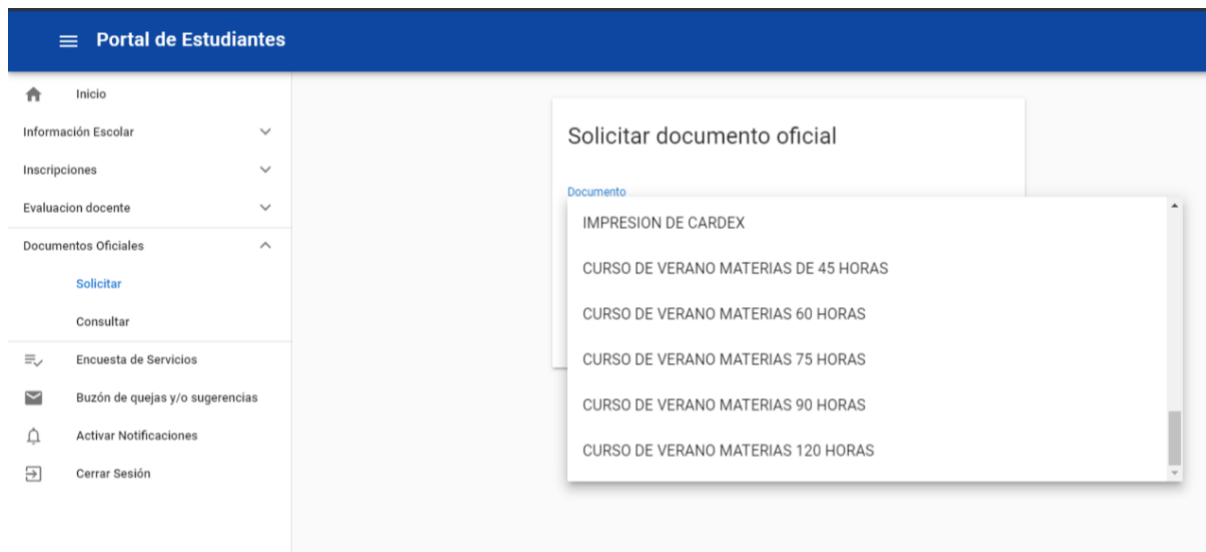 Portal de Estudiantes
Inicio
Información Escolar
Inscripciones
Evaluacion docente
Documentos Oficiales
Solicitar
Consultar
Encuesta de Servicios
Buzón de quejas y/o sugerencias
Activar Notificaciones
Cerrar Sesión
Solicitar documento oficial
Documento
IMPRESION DE CARDEX
CURSO DE VERANO MATERIAS DE 45 HORAS
CURSO DE VERANO MATERIAS 60 HORAS
CURSO DE VERANO MATERIAS 75 HORAS
CURSO DE VERANO MATERIAS 90 HORAS
CURSO DE VERANO MATERIAS 120 HORAS